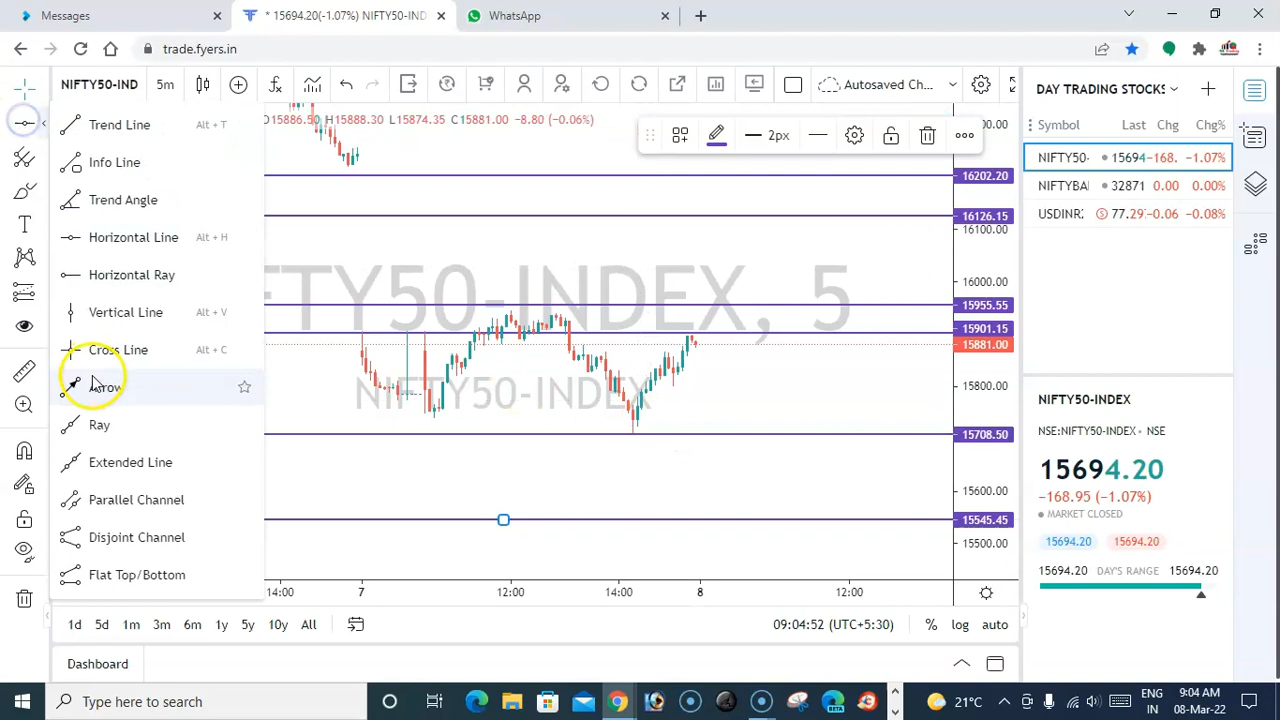 Messages
* 15694.20(-1.07%) NIFTY50-IND
WhatsApp
trade.fyers.in
NIFTY50-IND
5m
Autosaved Ch...
DAY TRADING STOCKS
Trend Line Alt + T
Info Line
Trend Angle
Horizontal Line Alt + H
Horizontal Ray
Vertical Line Alt + V
Cross Line Alt + C
Ray
Extended Line
Parallel Channel
Disjoint Channel
Flat Top/Bottom
O15886.50 H15888.30 L15874.35 C15881.00 -8.80 (-0.06%)
2px
FTY50-INDEX, 5
NIFTY50-INDEX
16202.20
16126.15
16100.00
16000.00
15955.55
15901.15
15881.00
15800.00
15708.50
15600.00
15545.45
15500.00
14:00 7 12:00 14:00 8 12:00
1d 5d 1m 3m 6m 1y 5y 10y All
09:04:52 (UTC+5:30)
% log auto
Dashboard
Symbol Last Chg Chg%
NIFTY50- 15694 -168. -1.07%
NIFTYBA 32871 0.00 0.00%
USDINR2 S 77.29 -0.06 -0.08%
NIFTY50-INDEX
NSE:NIFTY50-INDEX • NSE
15694.20
-168.95 (-1.07%)
MARKET CLOSED
15694.20 15694.20
15694.20 DAY'S RANGE 15694.20
Type here to search
21°C
ENG
IN
9:04 AM
08-Mar-22